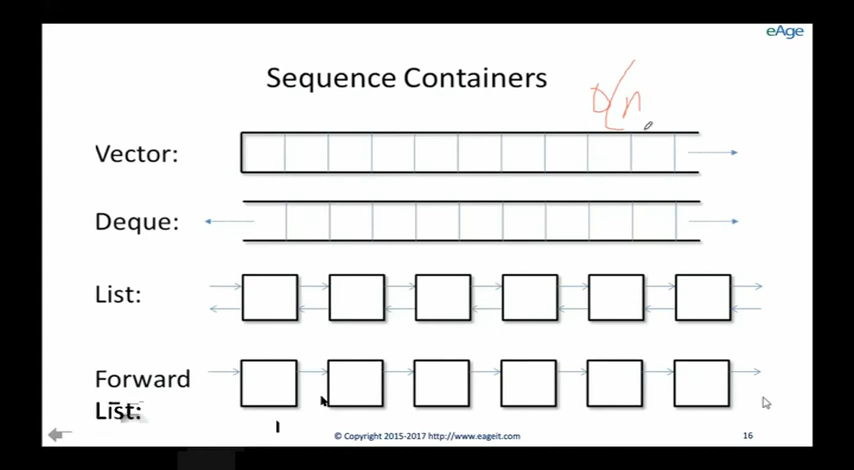 eAge
Sequence Containers
O(n
Vector:
Deque:
List:
Forward
List:
© Copyright 2015-2017 http://www.eageit.com
16